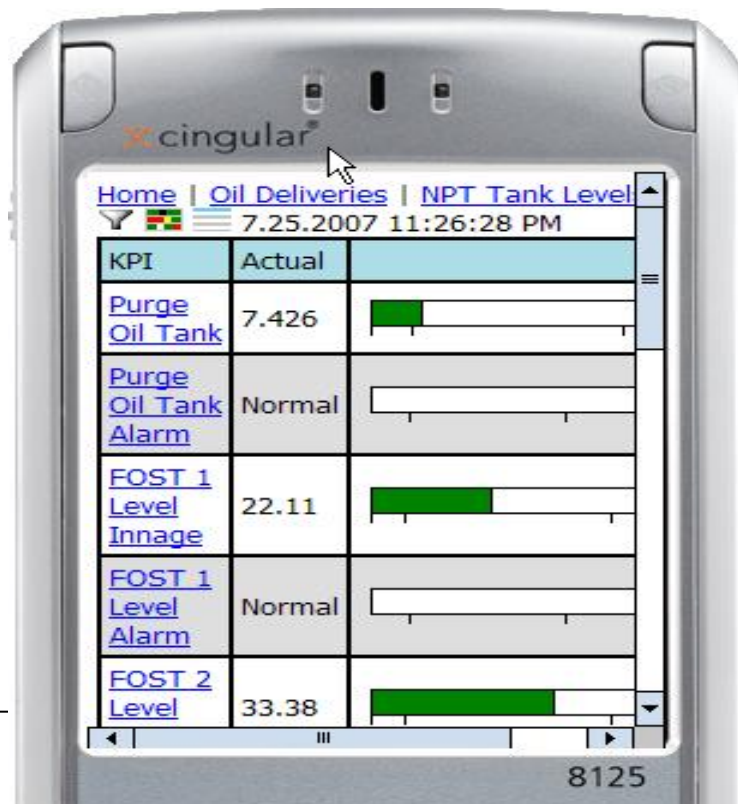 cingular®
Home | Oil Deliveries | NPT Tank Level
7.25.2007 11:26:28 PM
KPI Actual
Purge
Oil Tank
7.426
Purge
Oil Tank
Alarm
Normal
FOST 1
Level
Innage
22.11
FOST 1
Level
Alarm
Normal
FOST 2
Level
33.38
8125